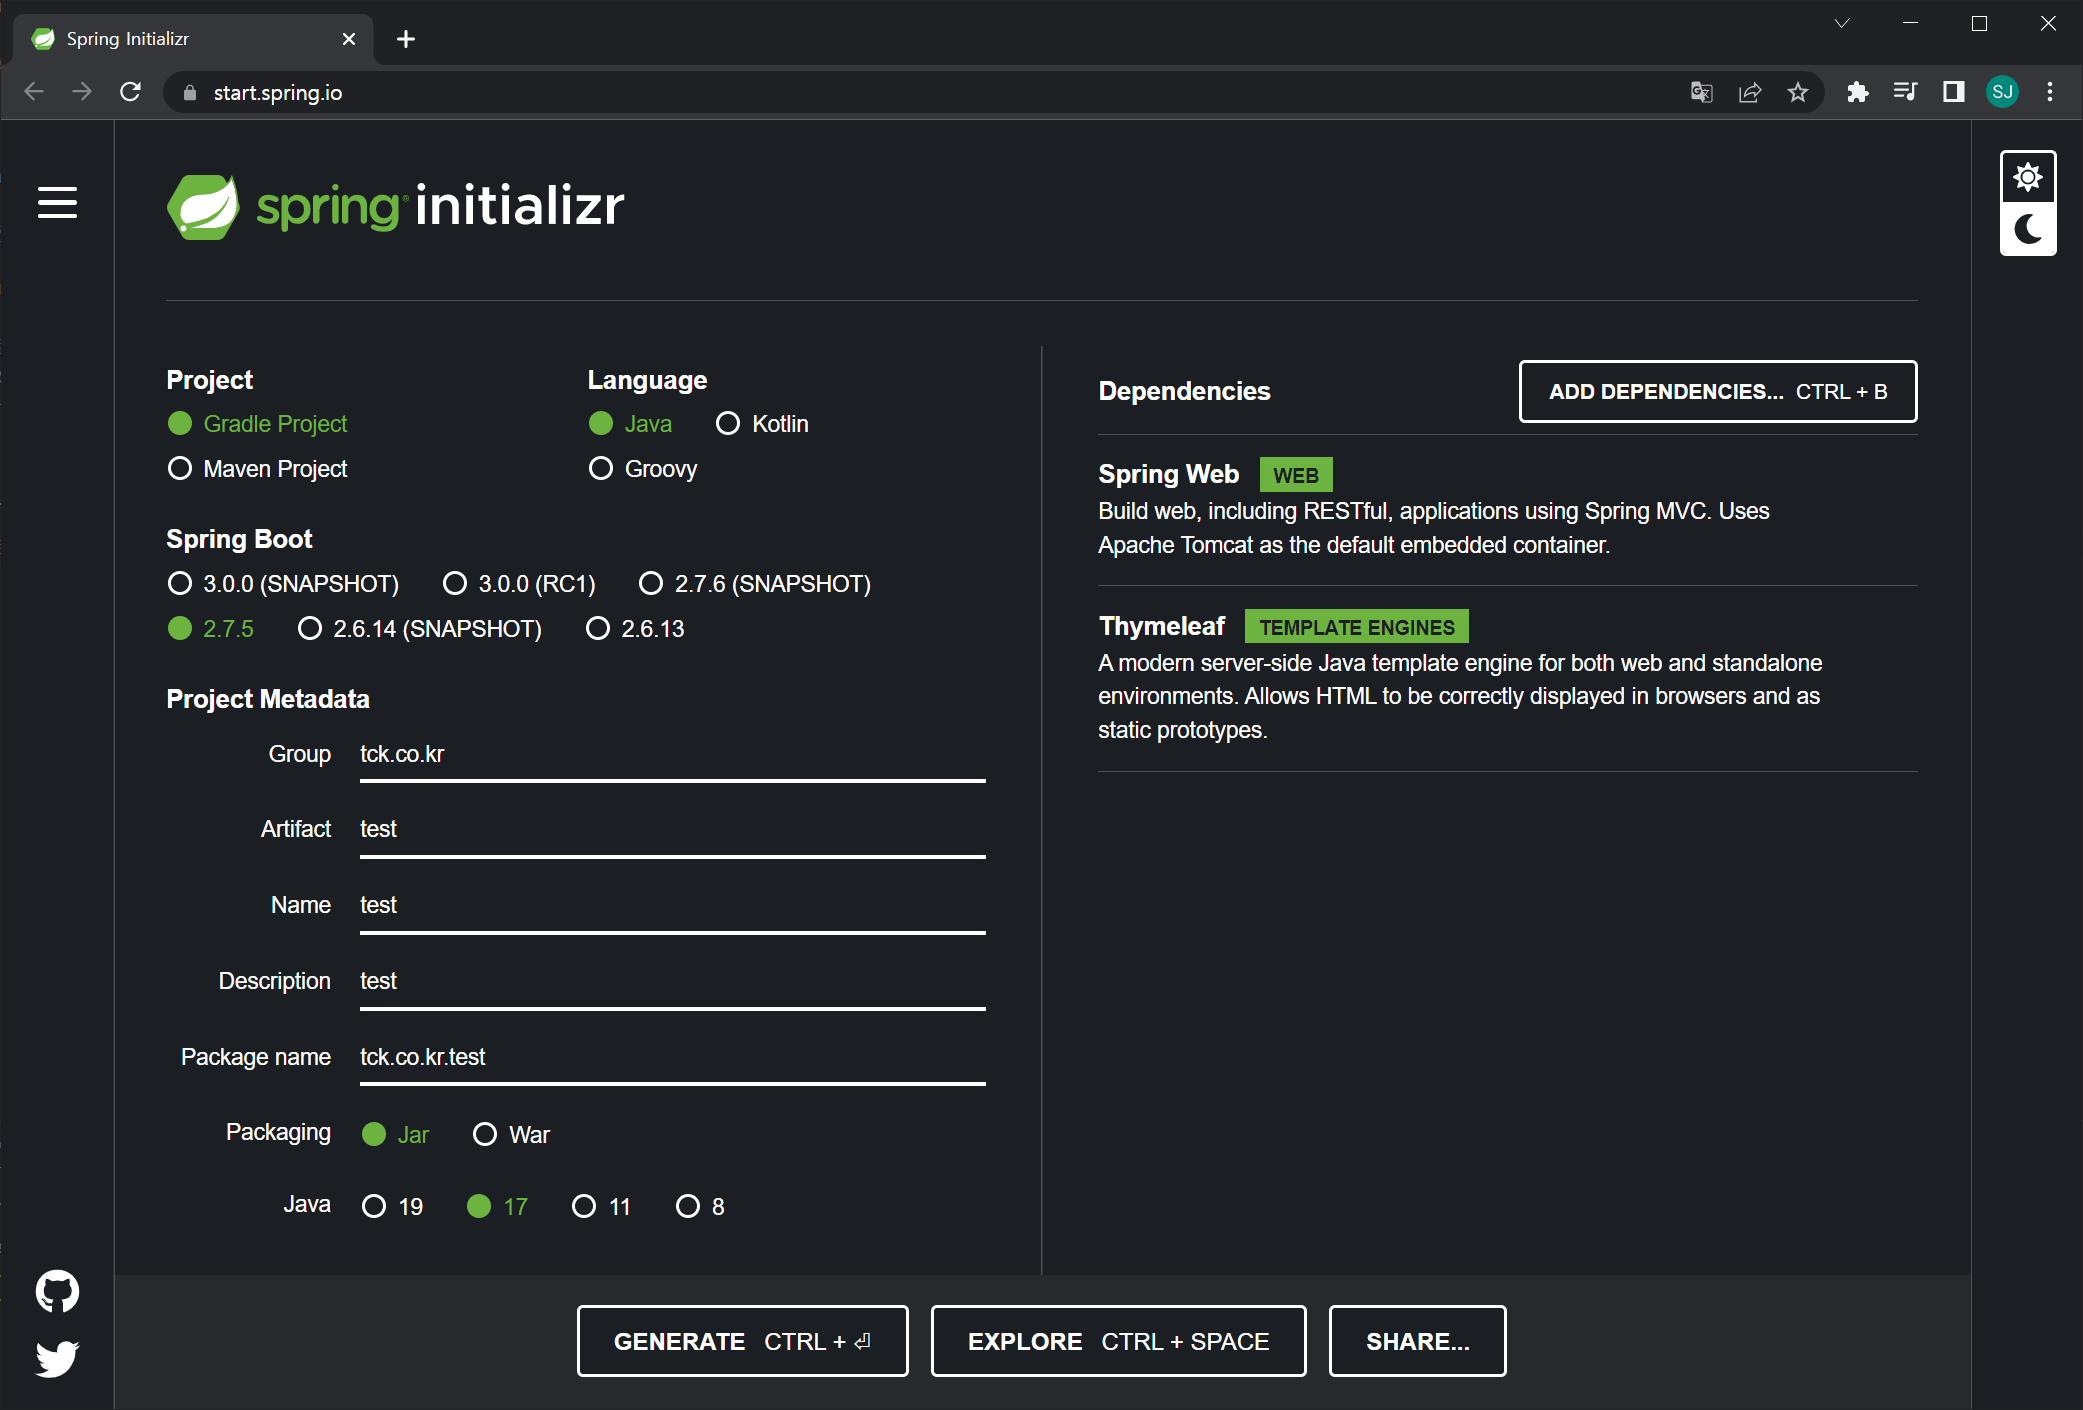 Spring Initializr
start.spring.io
SJ
spring initializr
Project
Gradle Project
Maven Project
Language
Java Kotlin
Groovy
Spring Boot
3.0.0 (SNAPSHOT) 3.0.0 (RC1) 2.7.6 (SNAPSHOT)
2.7.5 2.6.14 (SNAPSHOT) 2.6.13
Project Metadata
Group tck.co.kr
Artifact test
Name test
Description test
Package name tck.co.kr.test
Packaging Jar War
Java 19 17 11 8
Dependencies ADD DEPENDENCIES... CTRL + B
Spring Web WEB
Build web, including RESTful, applications using Spring MVC. Uses
Apache Tomcat as the default embedded container.
Thymeleaf TEMPLATE ENGINES
A modern server-side Java template engine for both web and standalone
environments. Allows HTML to be correctly displayed in browsers and as
static prototypes.
GENERATE CTRL + ⏎ EXPLORE CTRL + SPACE SHARE...